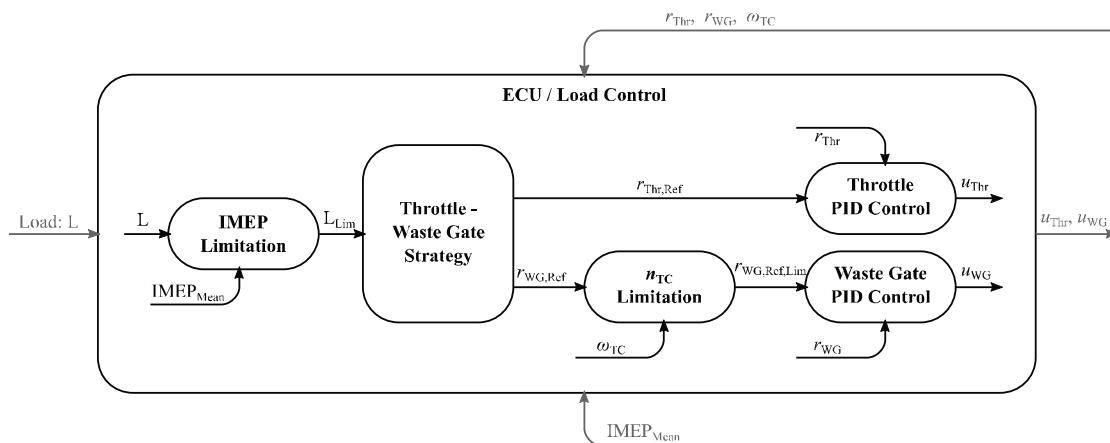 r_Thr, r_WG, ω_TC
ECU / Load Control
r_Thr
Throttle
PID Control
u_Thr
r_Thr,Ref
Load: L
L
IMEP
Limitation
L_Lim
Throttle -
Waste Gate
Strategy
u_Thr, u_WG
IMEP_Mean
r_WG,Ref
n_TC
Limitation
r_WG,Ref,Lim
Waste Gate
PID Control
u_WG
ω_TC
r_WG
IMEP_Mean